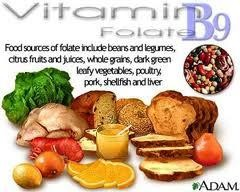 Vitamin
Folate B9
Food sources of folate include beans and legumes,
citrus fruits and juices, whole grains, dark green
leafy vegetables, poultry,
pork, shellfish and liver
ADAM.